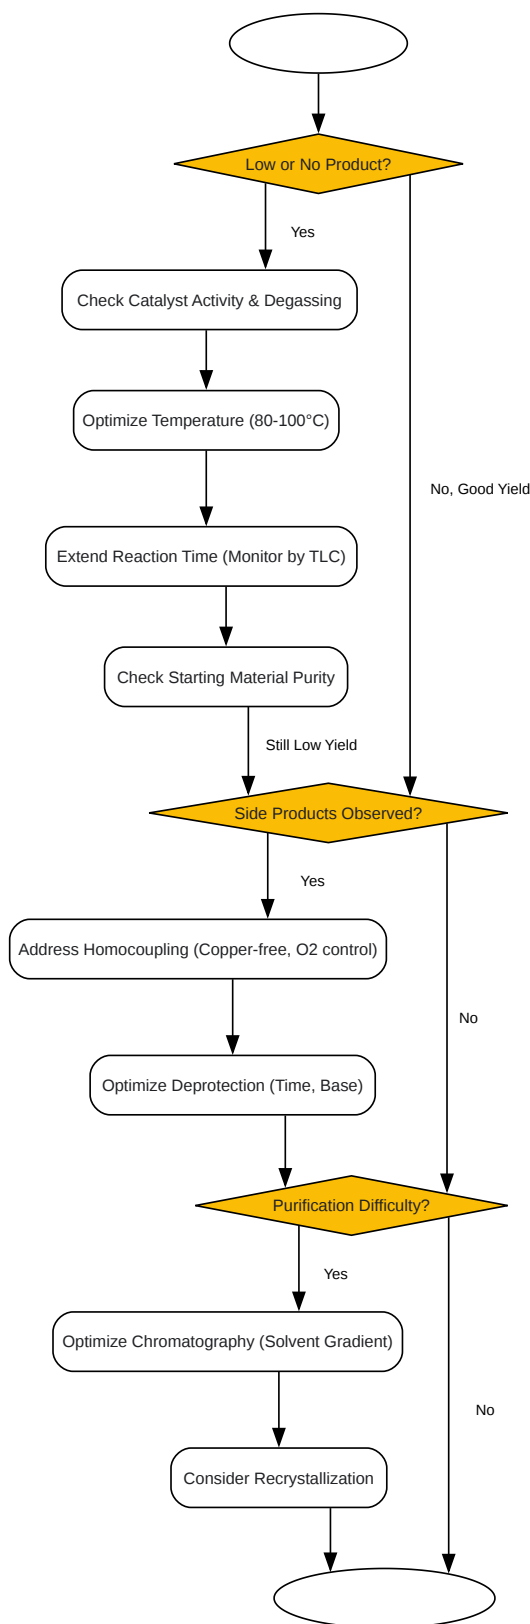 Low or No Product?
Yes
Check Catalyst Activity & Degassing
Optimize Temperature (80-100°C)
No, Good Yield
Extend Reaction Time (Monitor by TLC)
Check Starting Material Purity
Still Low Yield
Side Products Observed?
Yes
Address Homocoupling (Copper-free, O2 control)
No
Optimize Deprotection (Time, Base)
Purification Difficulty?
Yes
Optimize Chromatography (Solvent Gradient)
No
Consider Recrystallization